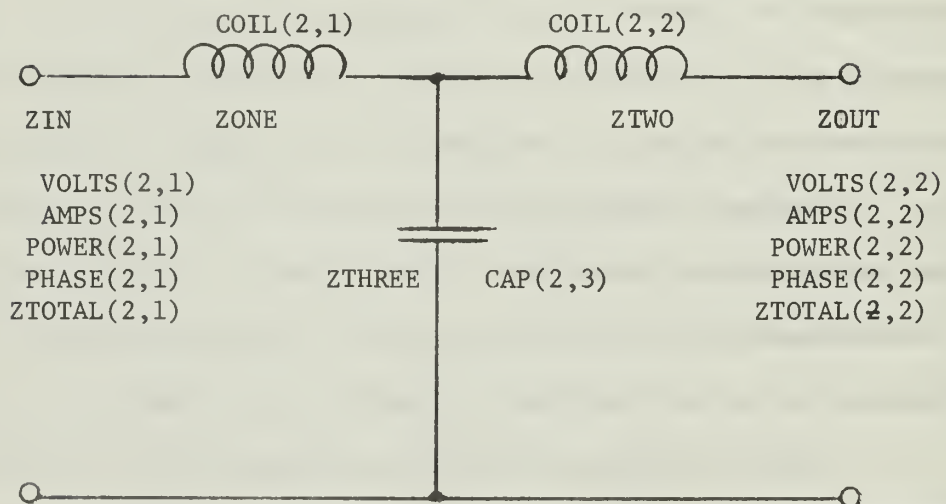 COIL(2,1) COIL(2,2)
ZIN ZONE ZTWO ZOUT
VOLTS(2,1) VOLTS(2,2)
AMPS(2,1) AMPS(2,2)
POWER(2,1) POWER(2,2)
PHASE(2,1) ZTHREE CAP(2,3) PHASE(2,2)
ZTOTAL(2,1) ZTOTAL(2,2)